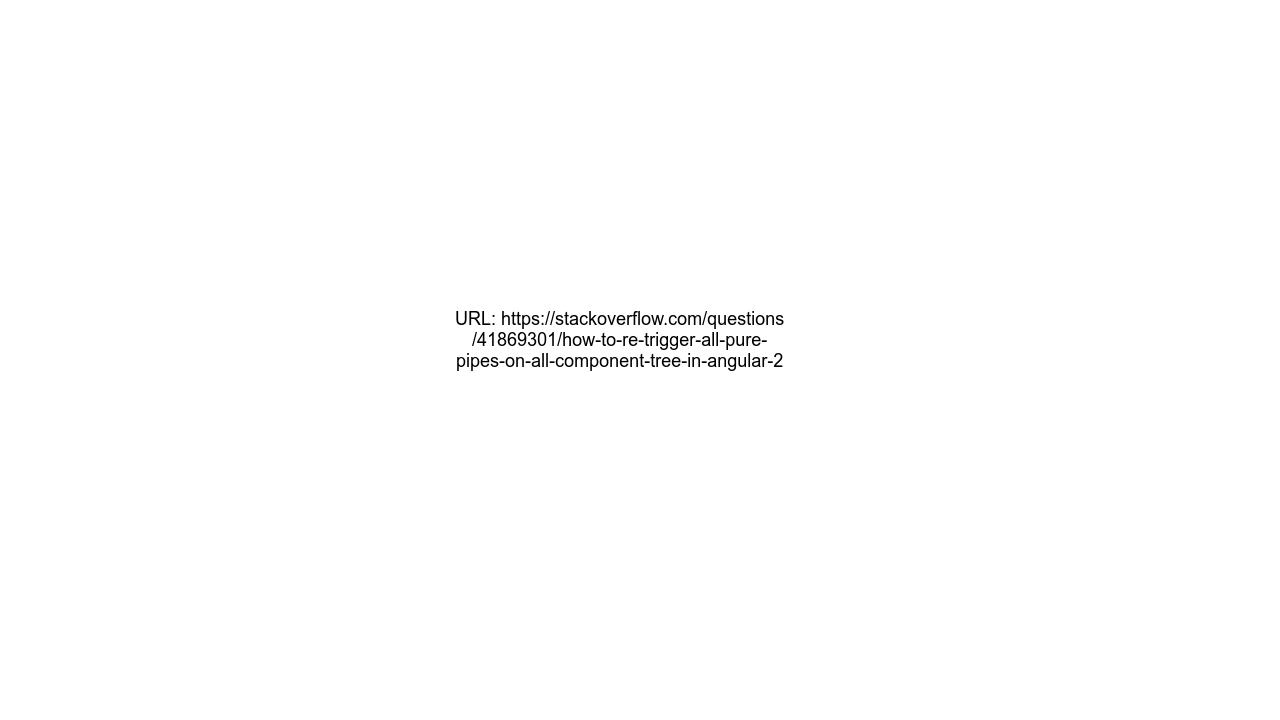 URL: https://stackoverflow.com/questions
/41869301/how-to-re-trigger-all-pure-
pipes-on-all-component-tree-in-angular-2